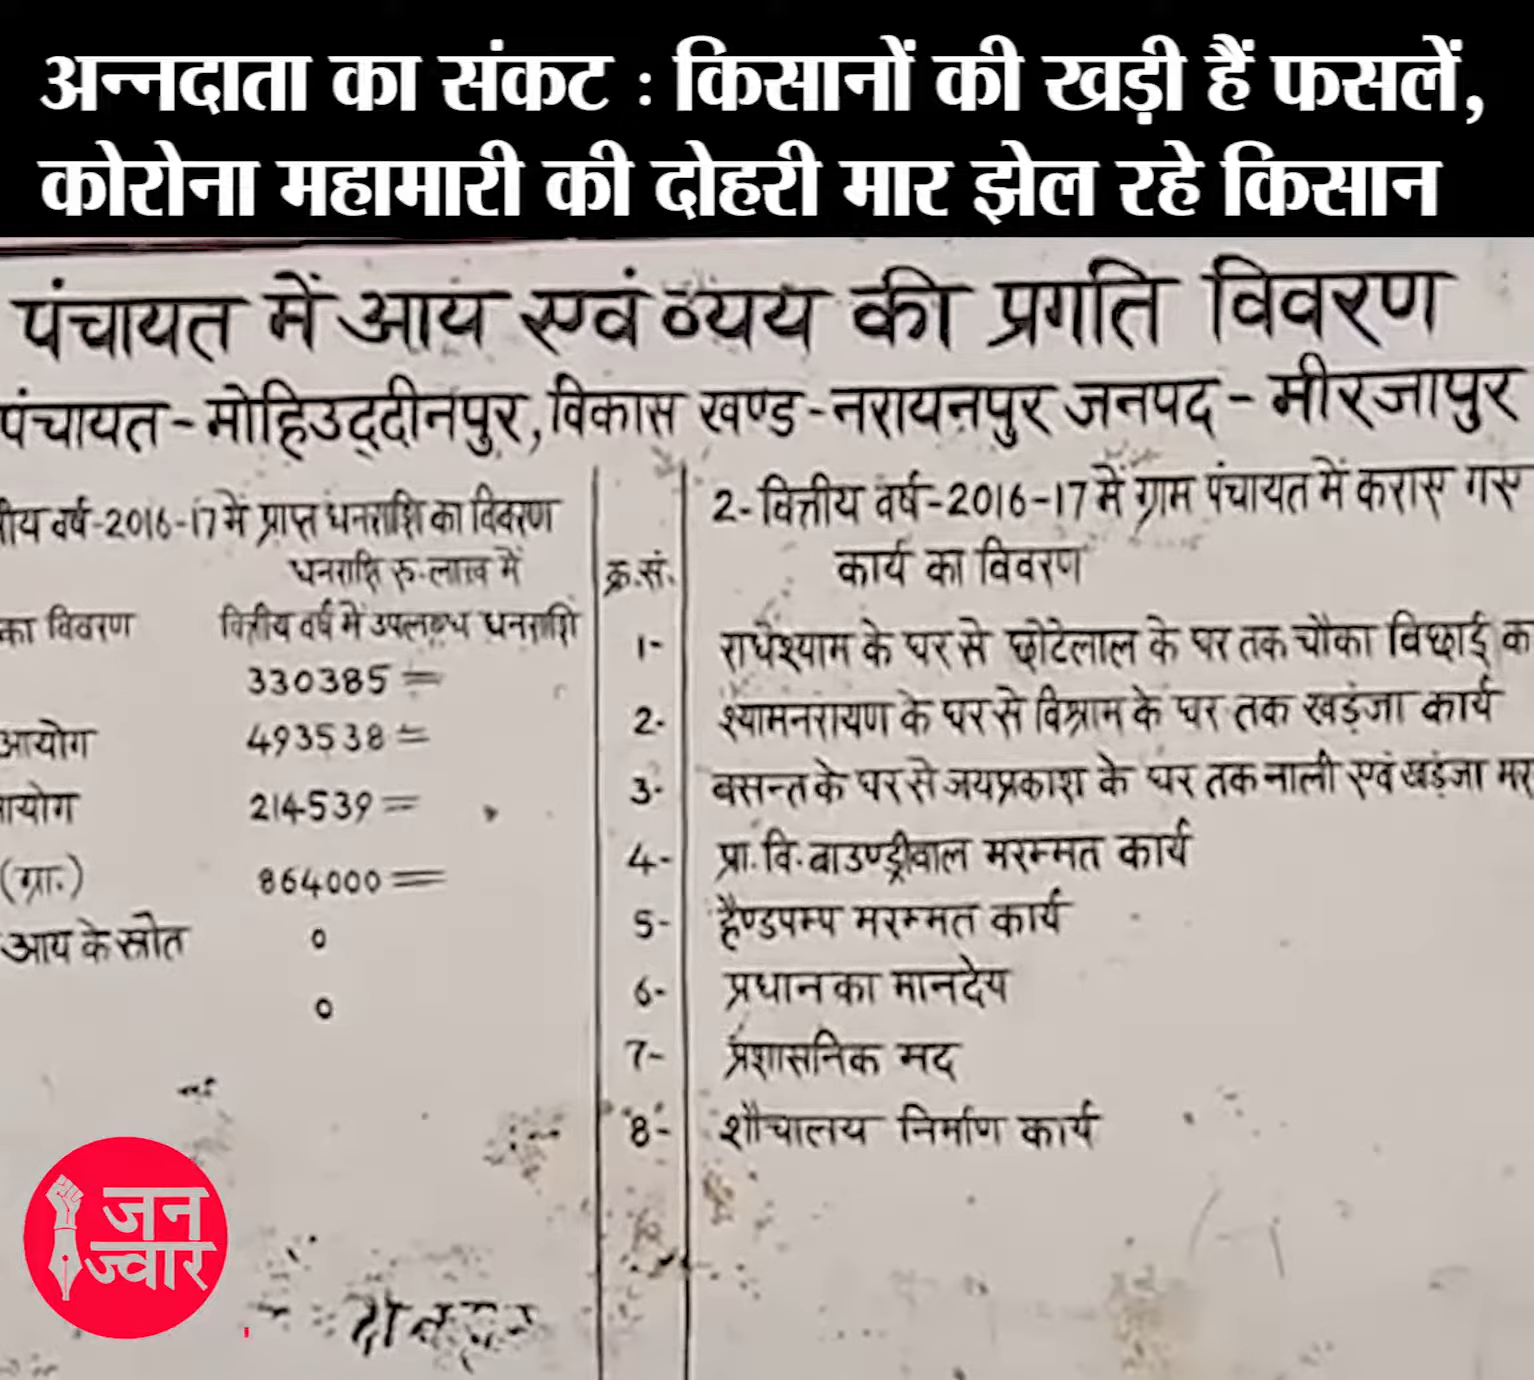 अन्नदाता का संकट : किसानों की खड़ी हैं फसलें,
कोरोना महामारी की दोहरी मार झेल रहे किसान
पंचायत में आय एवं व्यय की प्रगति विवरण
पंचायत-मोहिउद्दीनपुर, विकास खण्ड-नरायनपुर जनपद-मीरजापुर
वर्ष-2016-17 में प्राप्त धनराशि का विवरण
धनराशि रु.लाख में
का विवरण वित्तीय वर्ष में उपलब्ध धनराशि
330385=
आयोग 493538=
214539=
(ग्रा.) 864000=
आय के स्रोत 0
0
क्र.सं.
2-वित्तीय वर्ष-2016-17 में ग्राम पंचायत में कराए गए
कार्य का विवरण
1- राधेश्याम के घर से छोटेलाल के घर तक चौका बिछाई
2- श्यामनरायण के घर से विश्राम के घर तक खड़ंजा कार्य
3- बसन्त के घर से जयप्रकाश के घर तक नाली एवं खड़ंजा
4- प्रा.वि.बाउण्ड्रीवाल मरम्मत कार्य
5- हैण्डपम्प मरम्मत कार्य
6- प्रधान का मानदेय
7- प्रशासनिक मद
8- शौचालय निर्माण कार्य
जन
ज्वार